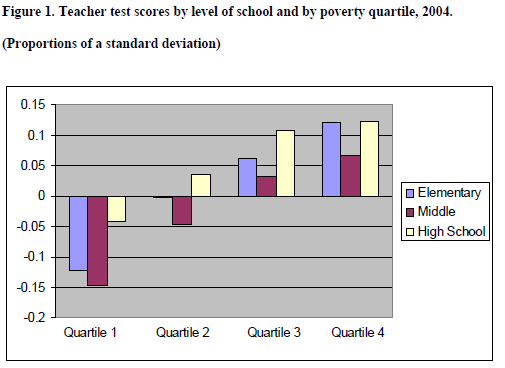 Figure 1. Teacher test scores by level of school and by poverty quartile, 2004.
(Proportions of a standard deviation)
0.15
0.1
0.05
0
-0.05
-0.1
-0.15
-0.2
Quartile 1 Quartile 2 Quartile 3 Quartile 4
Elementary
Middle
High School